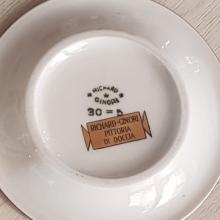 RICHARD
GINORI
30 = 5
RICHARD-GINORI
PITTORIA
DI DOCCIA